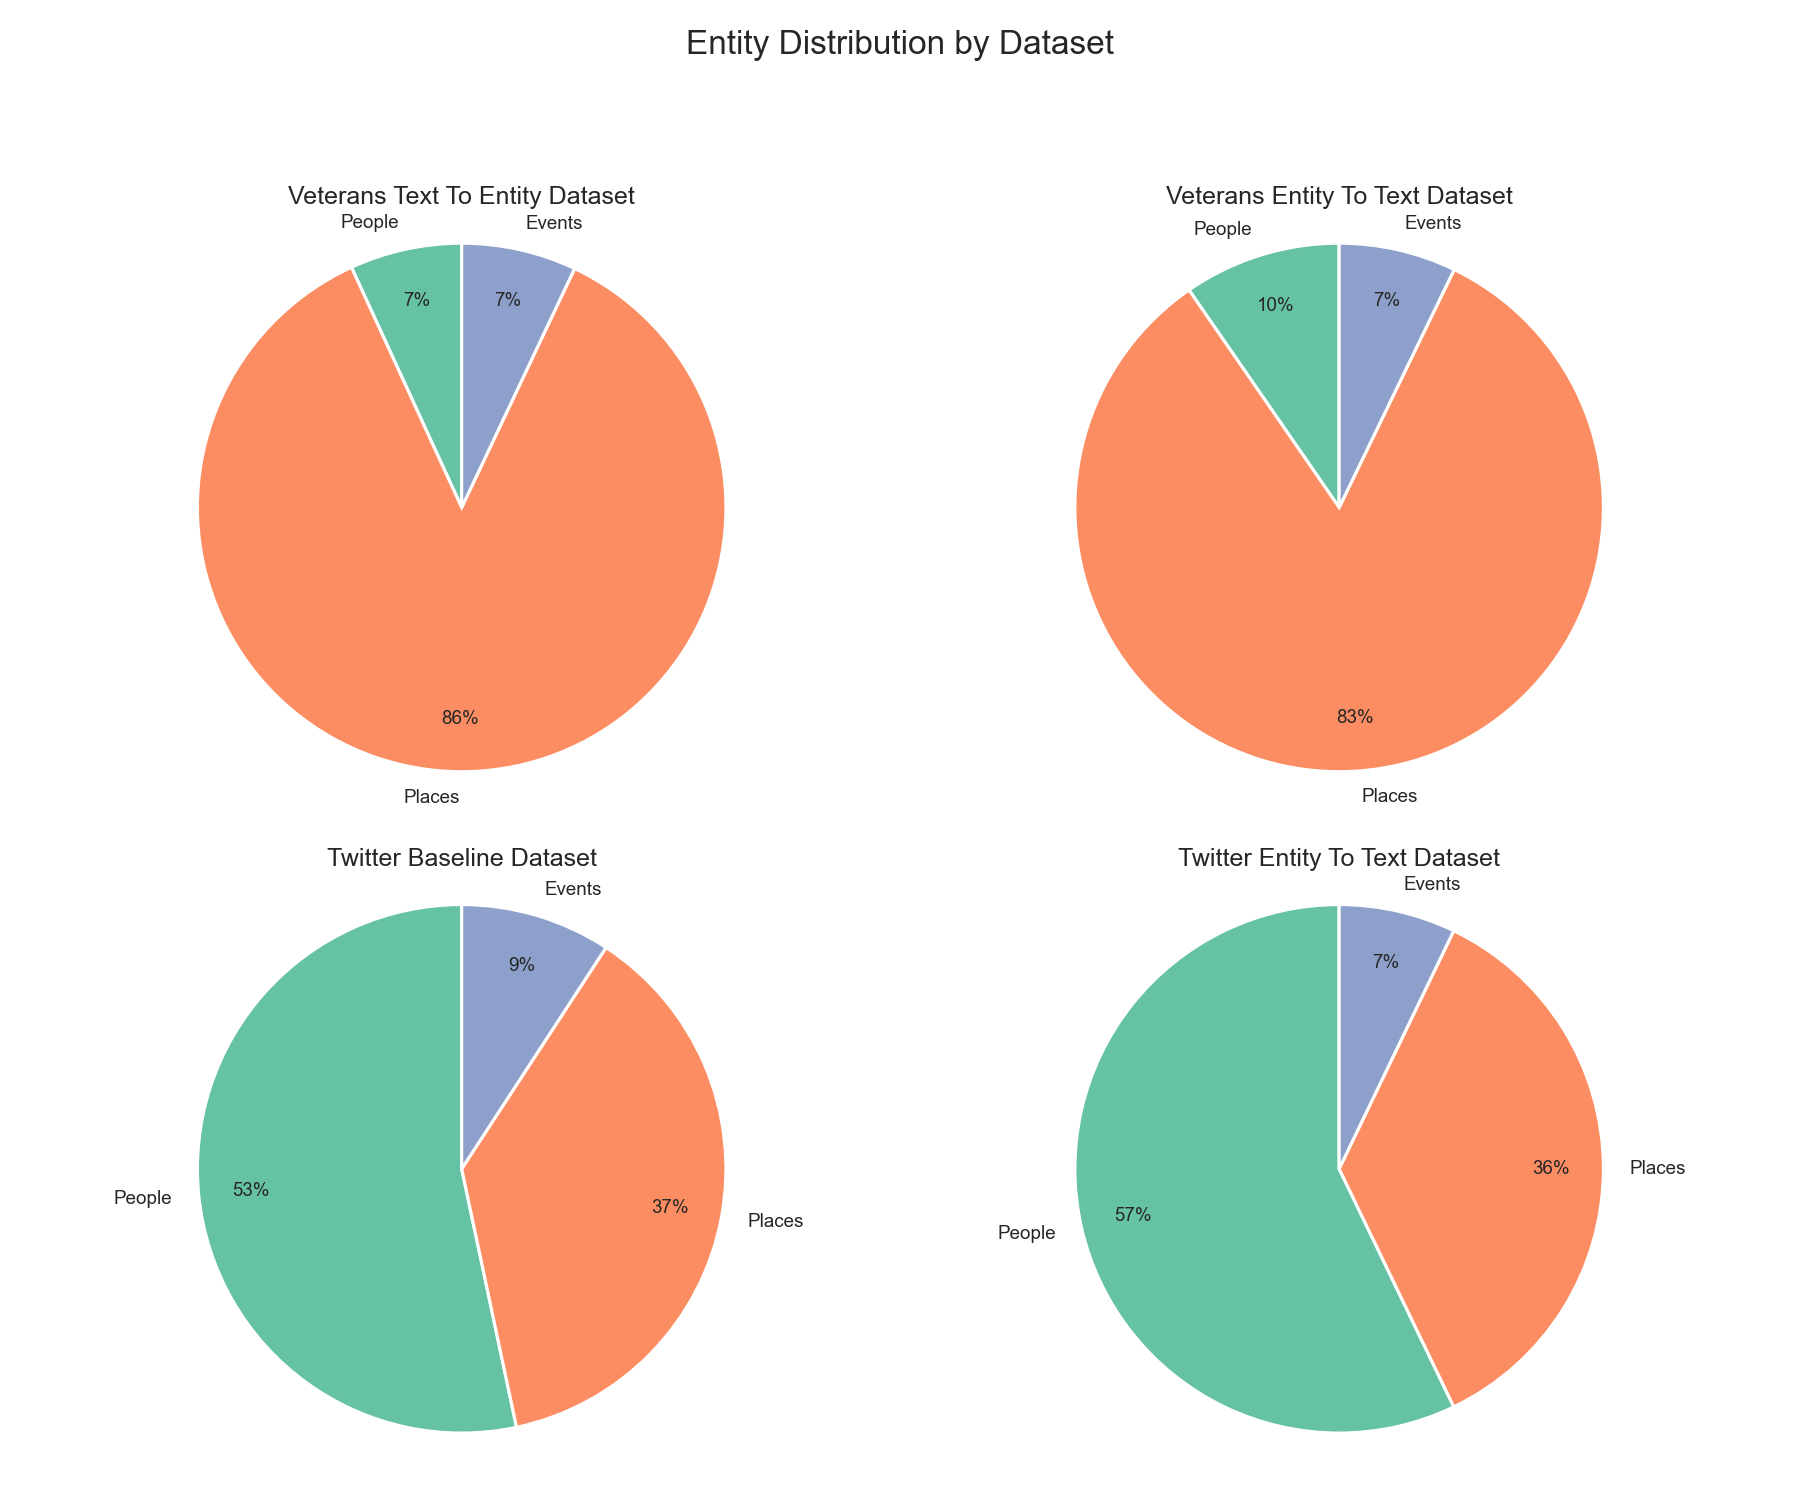 Entity Distribution by Dataset
Veterans Text To Entity Dataset
People
Events
7%
7%
86%
Places
Veterans Entity To Text Dataset
People
Events
10%
7%
83%
Places
Twitter Baseline Dataset
Events
9%
People
53%
37%
Places
Twitter Entity To Text Dataset
Events
7%
36%
Places
People
57%